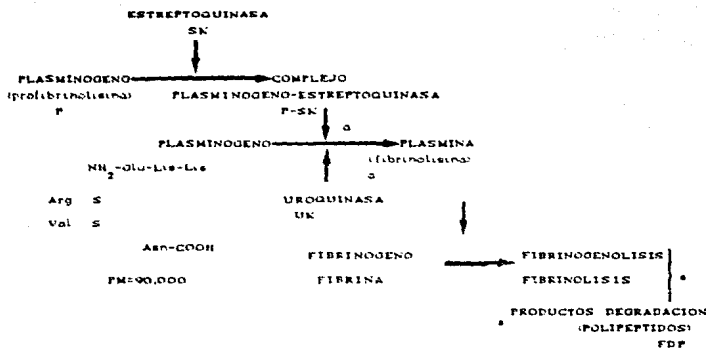 ESTREPTOQUINASA
SK
PLASMINOGENO COMPLEJO
(profibrinolisina) PLASMINOGENO-ESTREPTOQUINASA
P P-SK
a
PLASMINOGENO PLASMINA
(fibrinolisina)
NH2-Glu-Lis-Lis a
Arg S UROQUINASA
UK
Val S
Asn-COOH FIBRINOGENO FIBRINOGENOLISIS
PM=90,000 FIBRINA FIBRINOLISIS
PRODUCTOS DEGRADACION
(POLIPEPTIDOS)
FDP